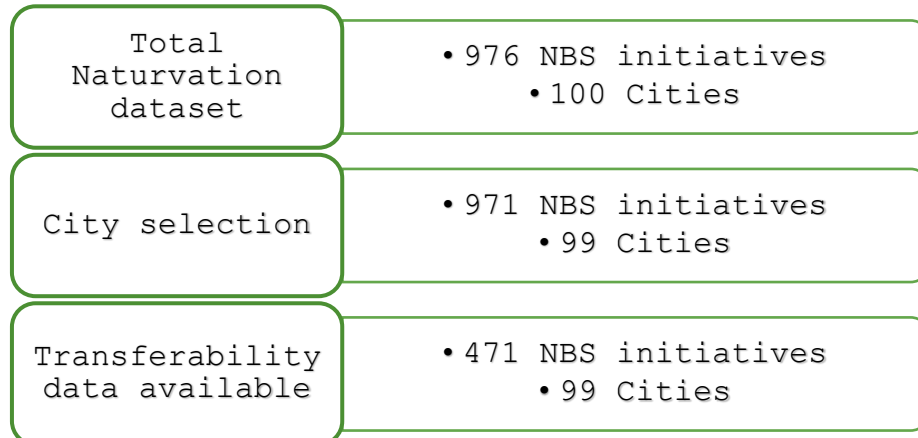 Total
Naturvation
dataset
• 976 NBS initiatives
• 100 Cities
City selection
• 971 NBS initiatives
• 99 Cities
Transferability
data available
• 471 NBS initiatives
• 99 Cities